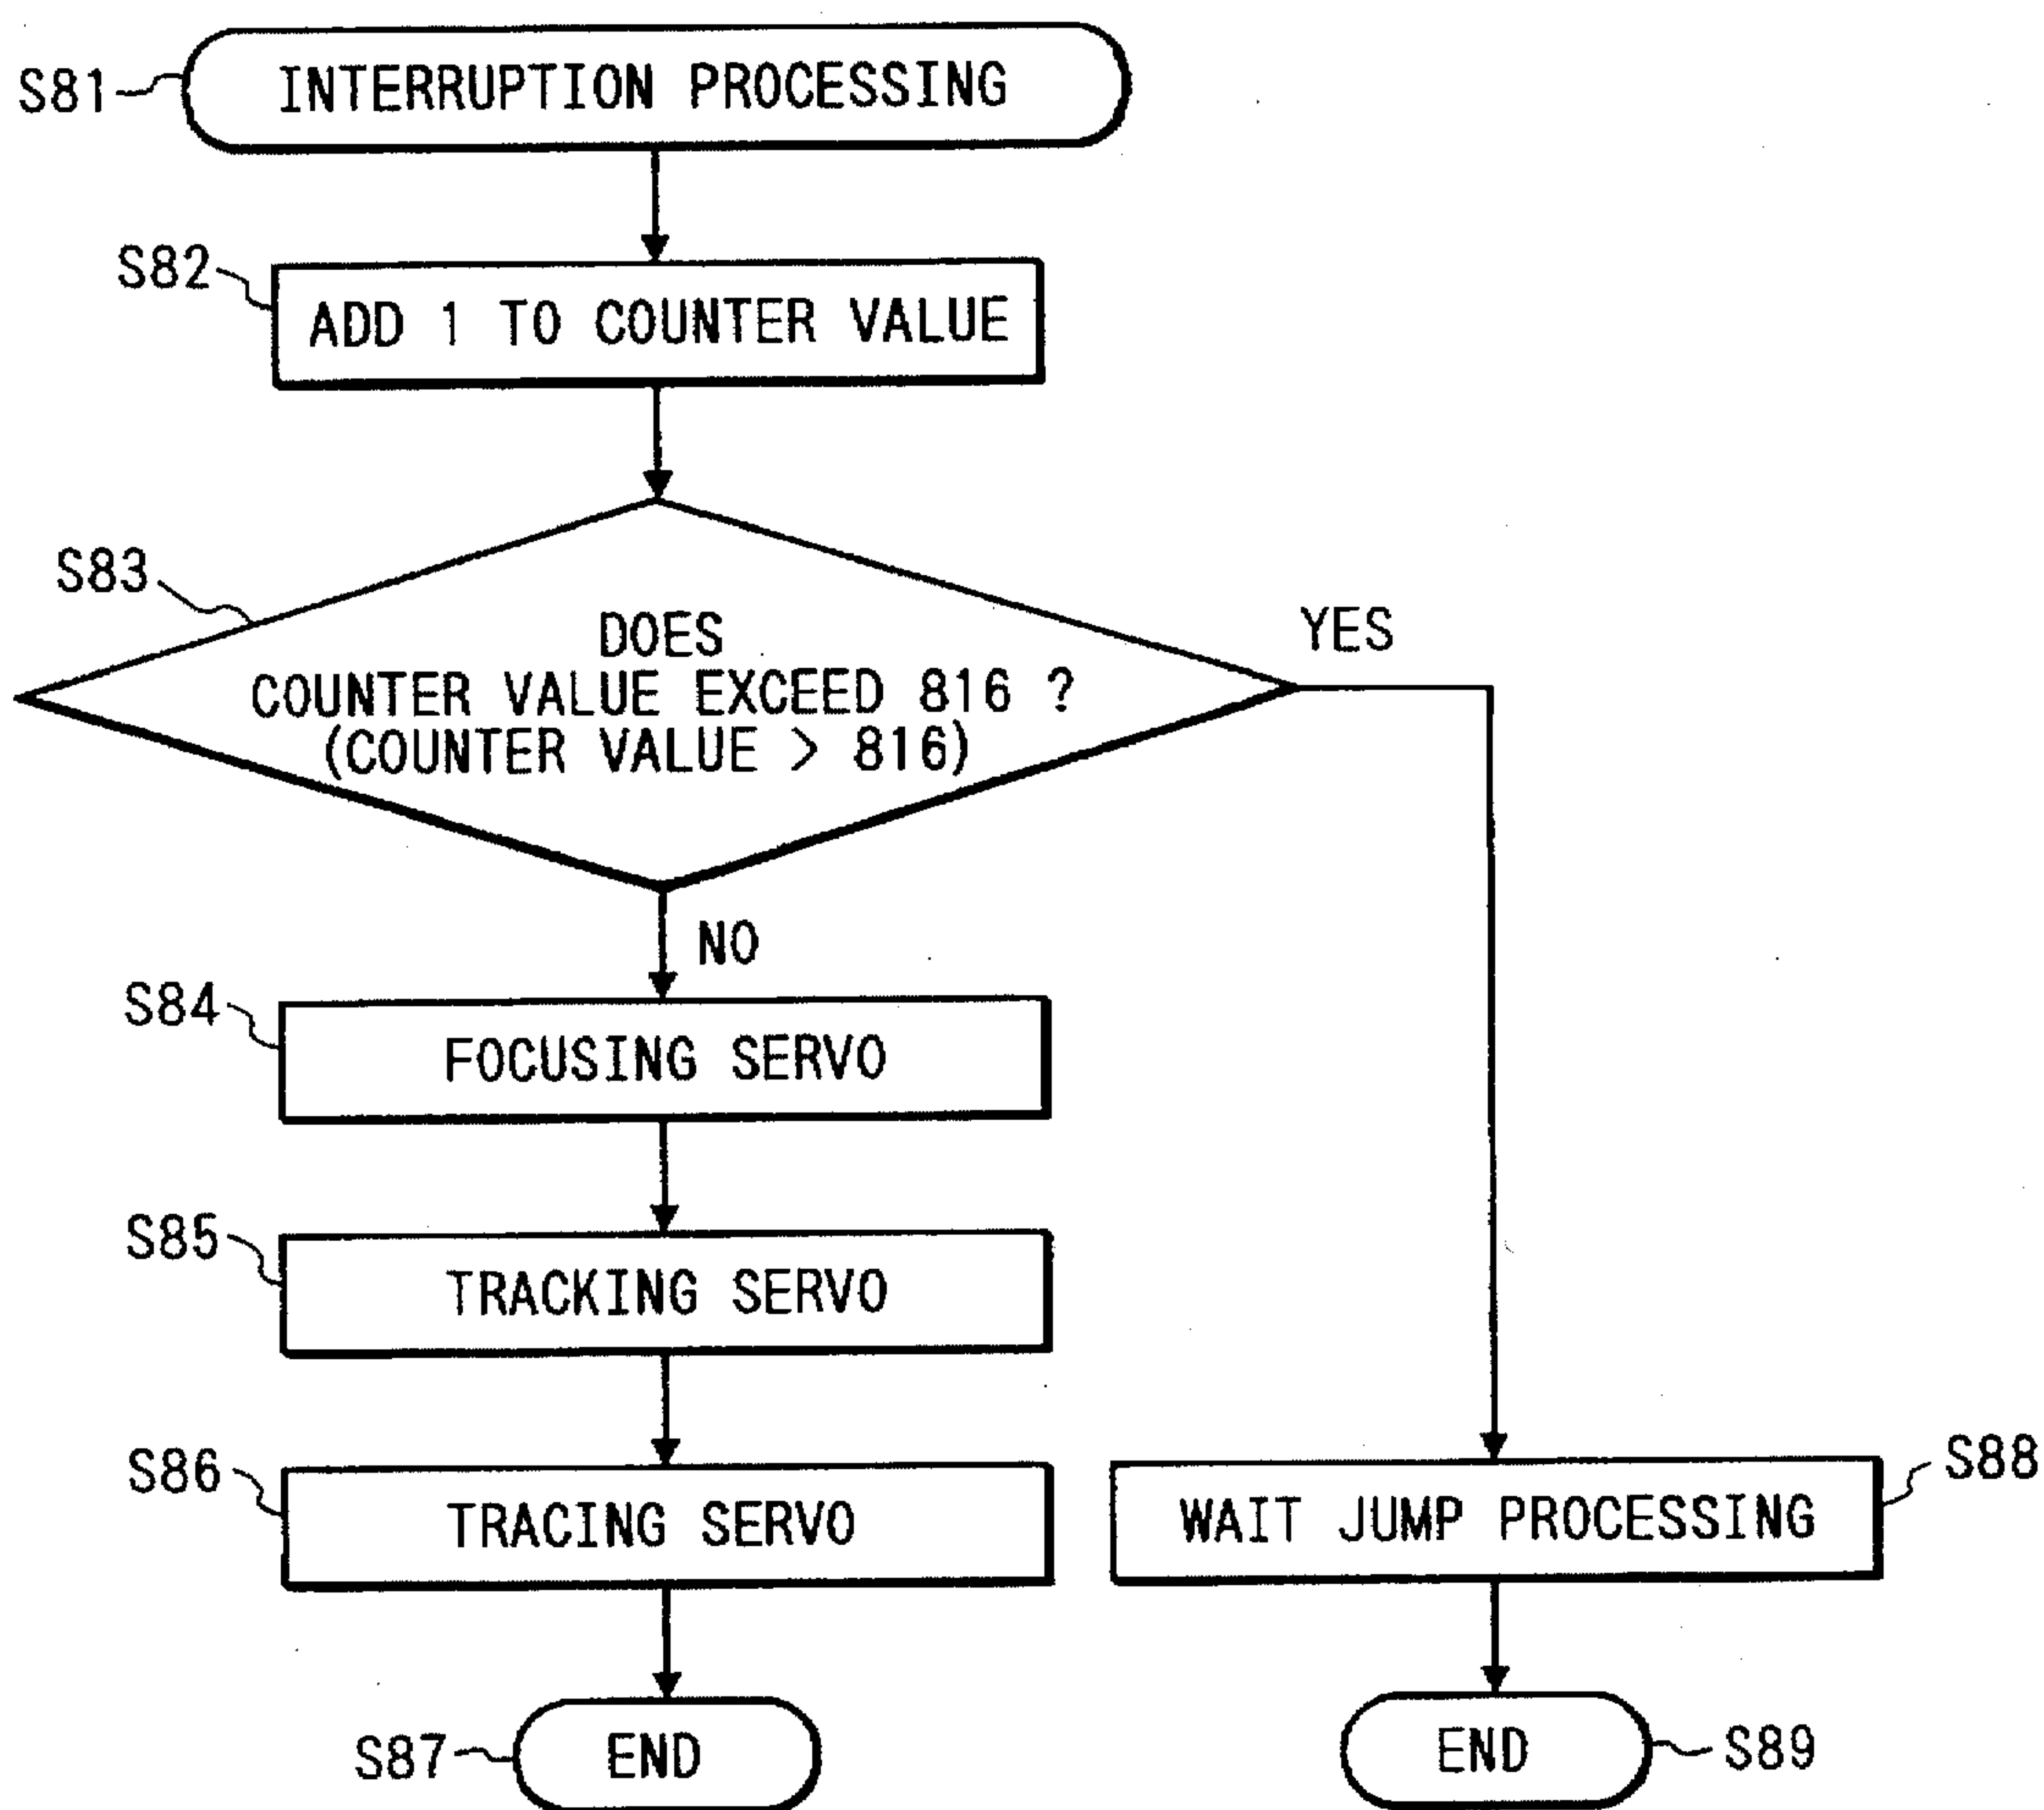 S81
INTERRUPTION PROCESSING
S82
ADD 1 TO COUNTER VALUE
S83
DOES
COUNTER VALUE EXCEED 816 ?
(COUNTER VALUE > 816)
YES
NO
S84
FOCUSING SERVO
S85
TRACKING SERVO
S86
TRACING SERVO
S88
WAIT JUMP PROCESSING
S87
END
END
S89